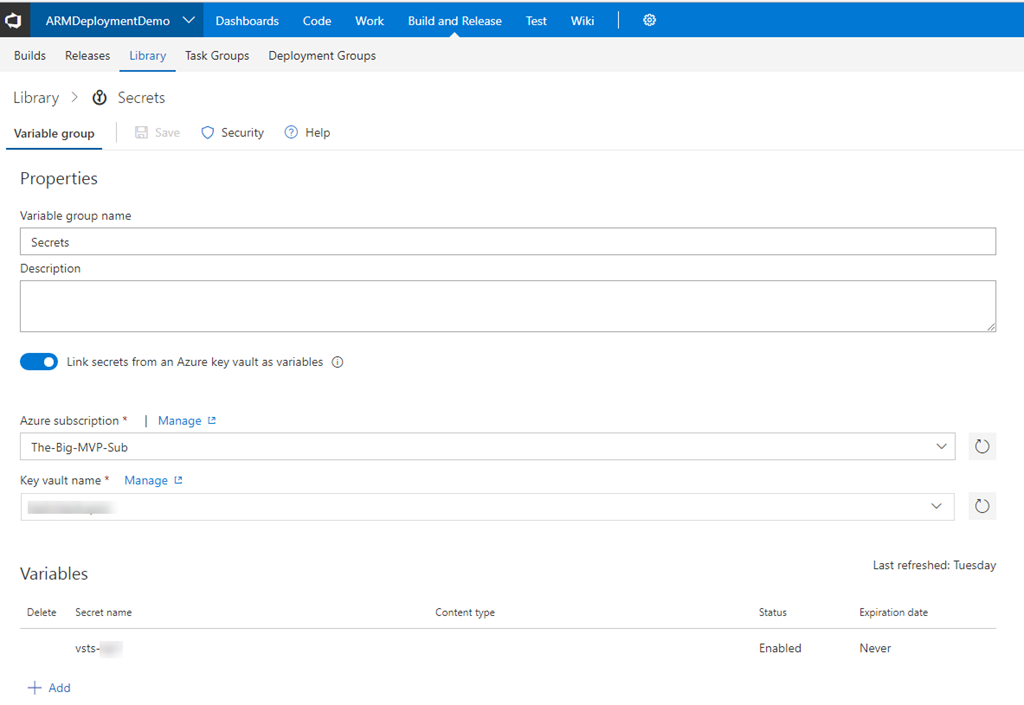 ARMDeploymentDemo Dashboards Code Work Build and Release Test Wiki
Builds Releases Library Task Groups Deployment Groups
Library > Secrets
Variable group | Save Security Help
Properties
Variable group name
Secrets
Description
Link secrets from an Azure key vault as variables
Azure subscription * | Manage
The-Big-MVP-Sub
Key vault name * Manage
Last refreshed: Tuesday
Variables
Delete Secret name Content type Status Expiration date
vsts- Enabled Never
+ Add